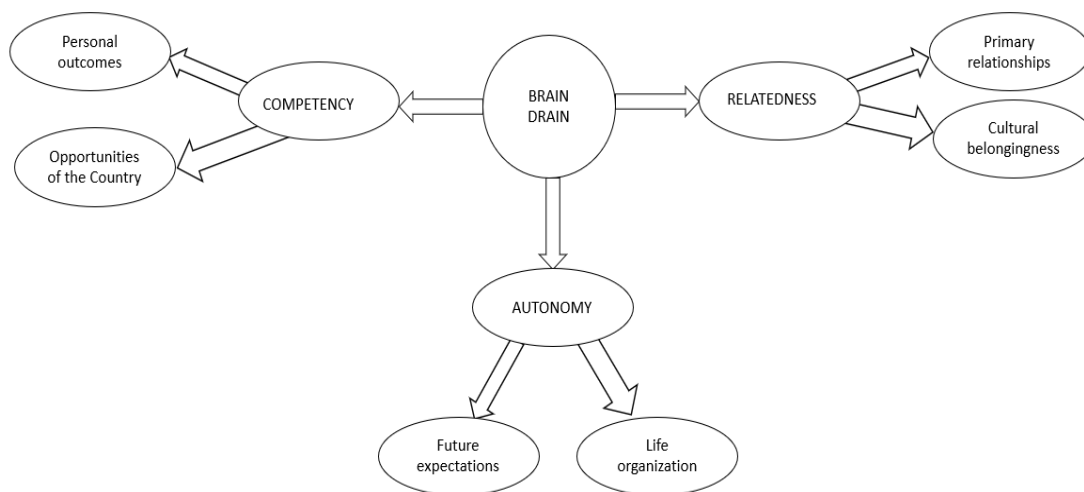 Personal
outcomes
COMPETENCY
Opportunities
of the Country
BRAIN
DRAIN
RELATEDNESS
Primary
relationships
Cultural
belongingness
AUTONOMY
Future
expectations
Life
organization